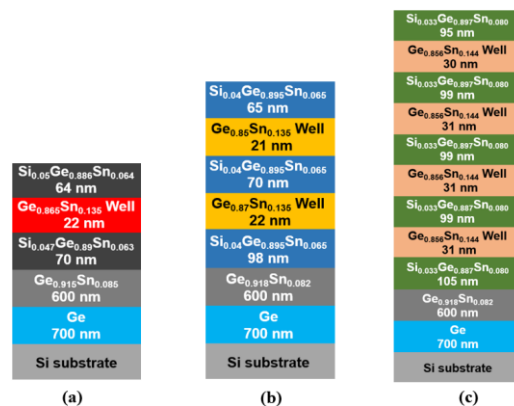 Si0.05Ge0.886Sn0.064
64 nm
Ge0.865Sn0.135 Well
22 nm
Si0.047Ge0.89Sn0.063
70 nm
Ge0.915Sn0.085
600 nm
Ge
700 nm
Si substrate
(a)
Si0.04Ge0.895Sn0.065
65 nm
Ge0.85Sn0.135 Well
21 nm
Si0.04Ge0.895Sn0.065
70 nm
Ge0.87Sn0.135 Well
22 nm
Si0.04Ge0.895Sn0.065
98 nm
Ge0.918Sn0.082
600 nm
Ge
700 nm
Si substrate
(b)
Si0.033Ge0.897Sn0.080
95 nm
Ge0.856Sn0.144 Well
30 nm
Si0.033Ge0.897Sn0.080
99 nm
Ge0.856Sn0.144 Well
31 nm
Si0.033Ge0.897Sn0.080
99 nm
Ge0.856Sn0.144 Well
31 nm
Si0.033Ge0.887Sn0.080
99 nm
Ge0.856Sn0.144 Well
31 nm
Si0.033Ge0.887Sn0.080
105 nm
Ge0.918Sn0.082
600 nm
Ge
700 nm
Si substrate
(c)